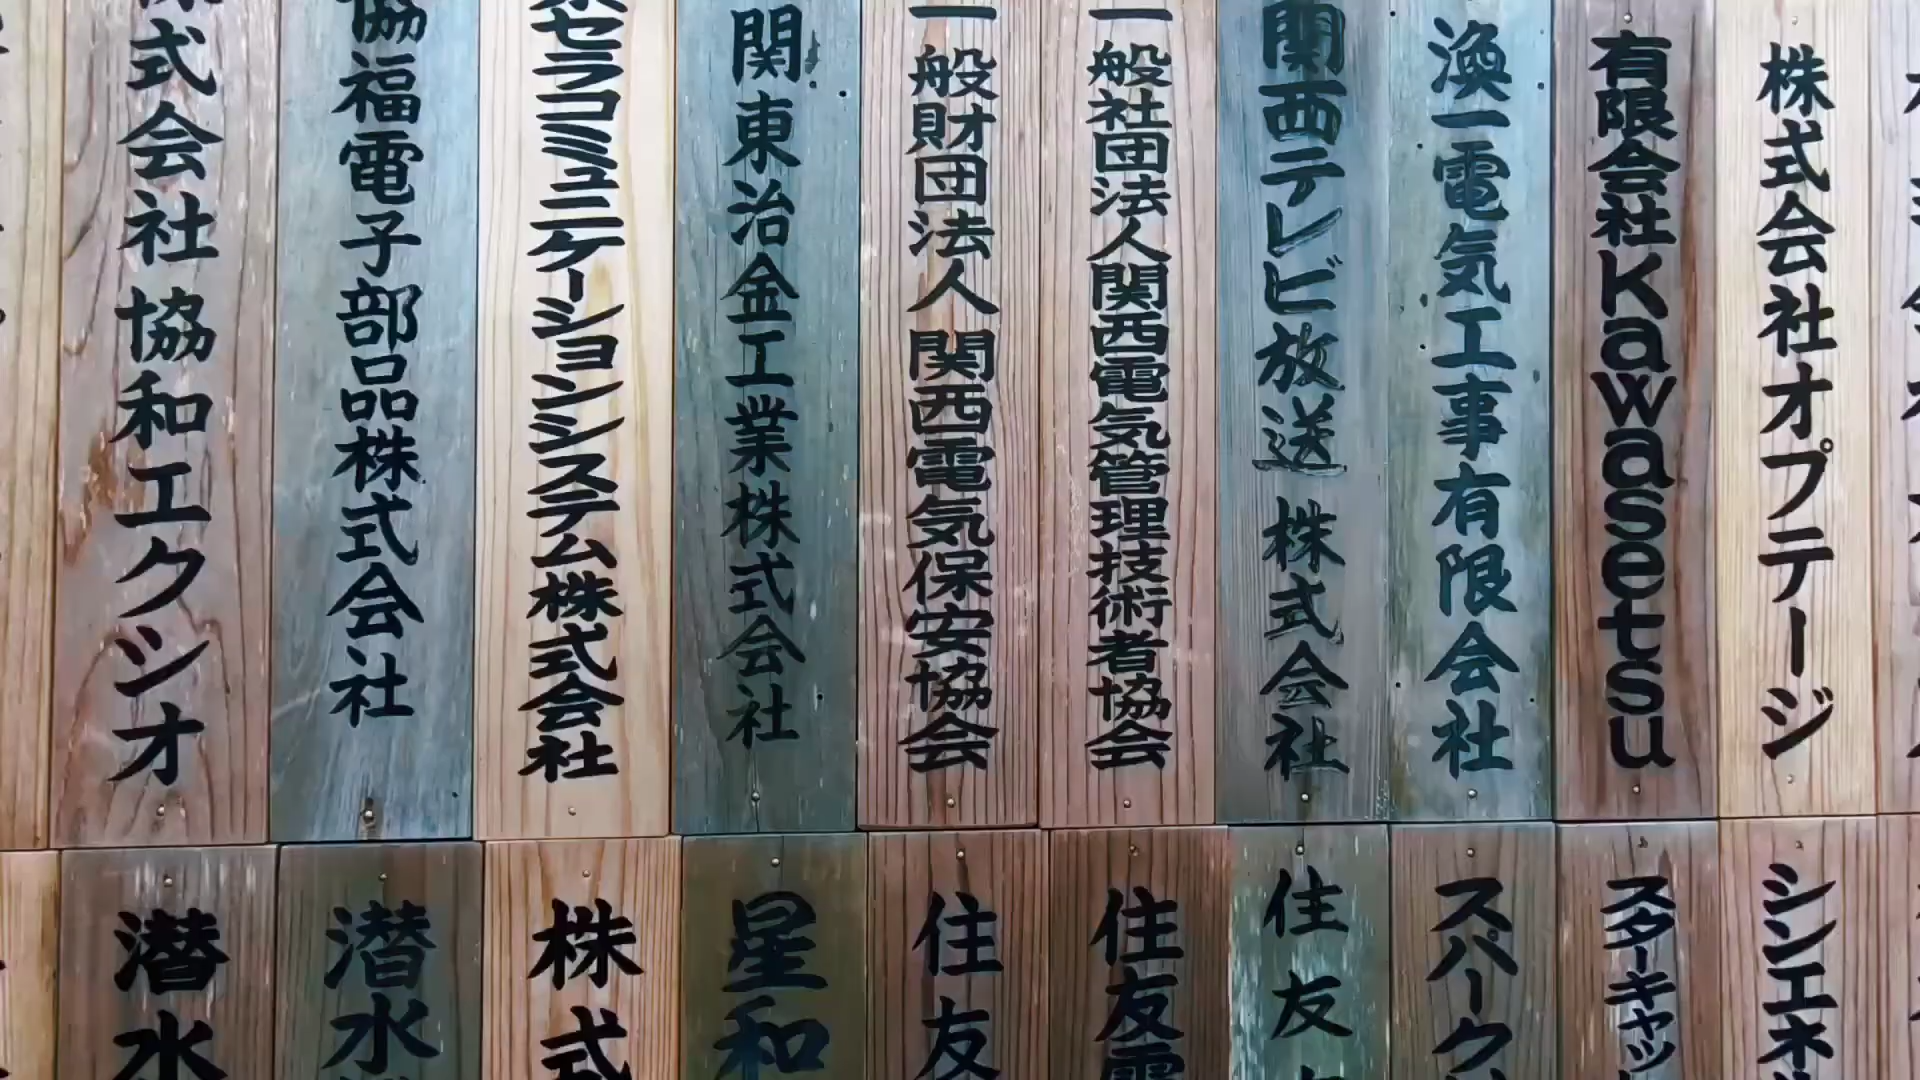 株式会社オプテージ
有限会社Kawasetsu
渙一電気工事有限会社
関西テレビ放送株式会社
一般社団法人関西電気管理技術者協会
一般財団法人関西電気保安協会
関東冶金工業株式会社
京セラコミュニケーションシステム株式会社
協福電子部品株式会社
株式会社協和エクシオ
シンエネ
スターキャッ
スパーク
住友
住友電
住友
星和
株式
潜水
潜水